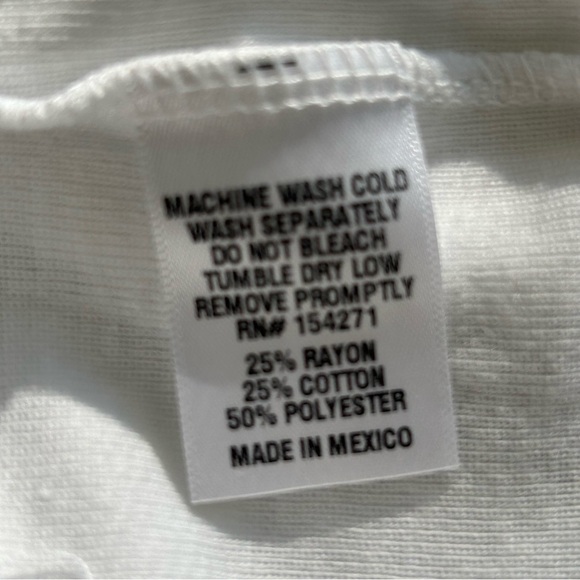 MACHINE WASH COLD
WASH SEPARATELY
DO NOT BLEACH
TUMBLE DRY LOW
REMOVE PROMPTLY
RN# 154271
25% RAYON
25% COTTON
50% POLYESTER
MADE IN MEXICO